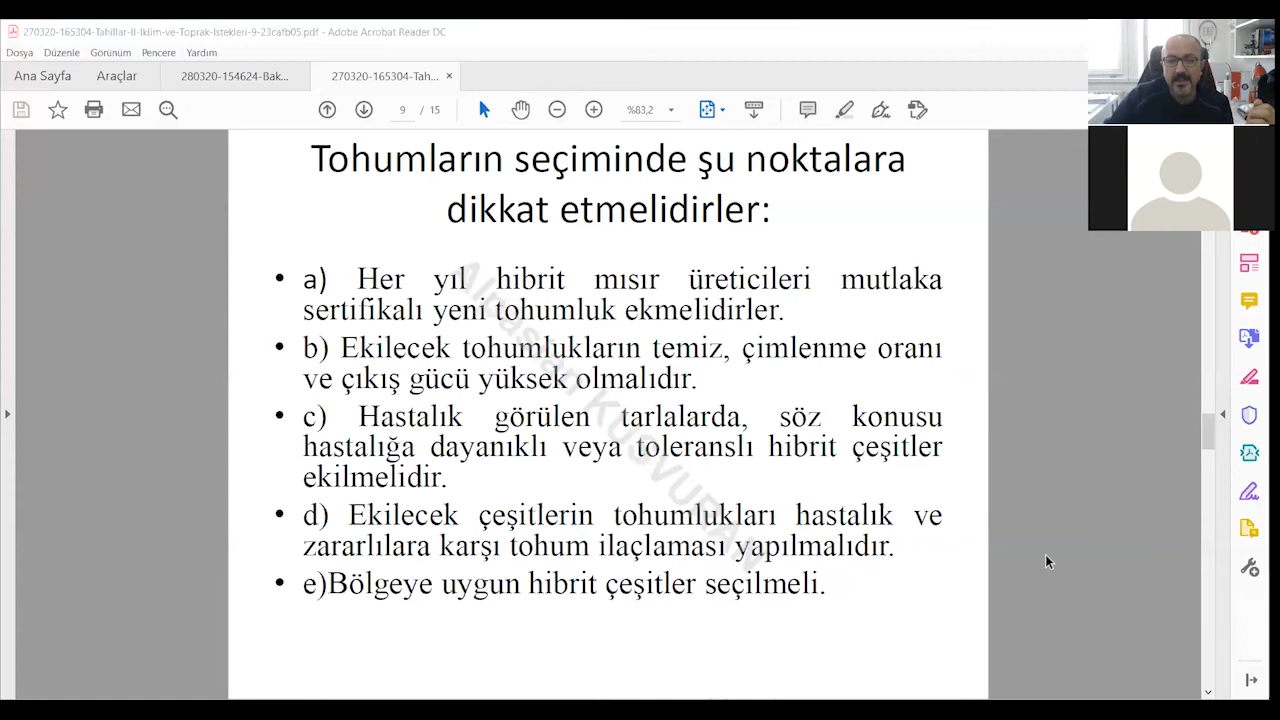 270320-165304-Tahillar-II-Iklim-ve-Toprak-Istekleri-9-23cafb05.pdf - Adobe Acrobat Reader DC
Dosya Düzenle Görünüm Pencere Yardım
Ana Sayfa Araçlar 280320-154624-Bak... 270320-165304-Tah... ×
9 / 15 %83,2
Tohumların seçiminde şu noktalara
dikkat etmelidirler:
• a) Her yıl hibrit mısır üreticileri mutlaka
sertifikalı yeni tohumluk ekmelidirler.
• b) Ekilecek tohumlukların temiz, çimlenme oranı
ve çıkış gücü yüksek olmalıdır.
• c) Hastalık görülen tarlalarda, söz konusu
hastalığa dayanıklı veya toleranslı hibrit çeşitler
ekilmelidir.
• d) Ekilecek çeşitlerin tohumlukları hastalık ve
zararlılara karşı tohum ilaçlaması yapılmalıdır.
• e)Bölgeye uygun hibrit çeşitler seçilmeli.
Alpaslan KUSVURAN